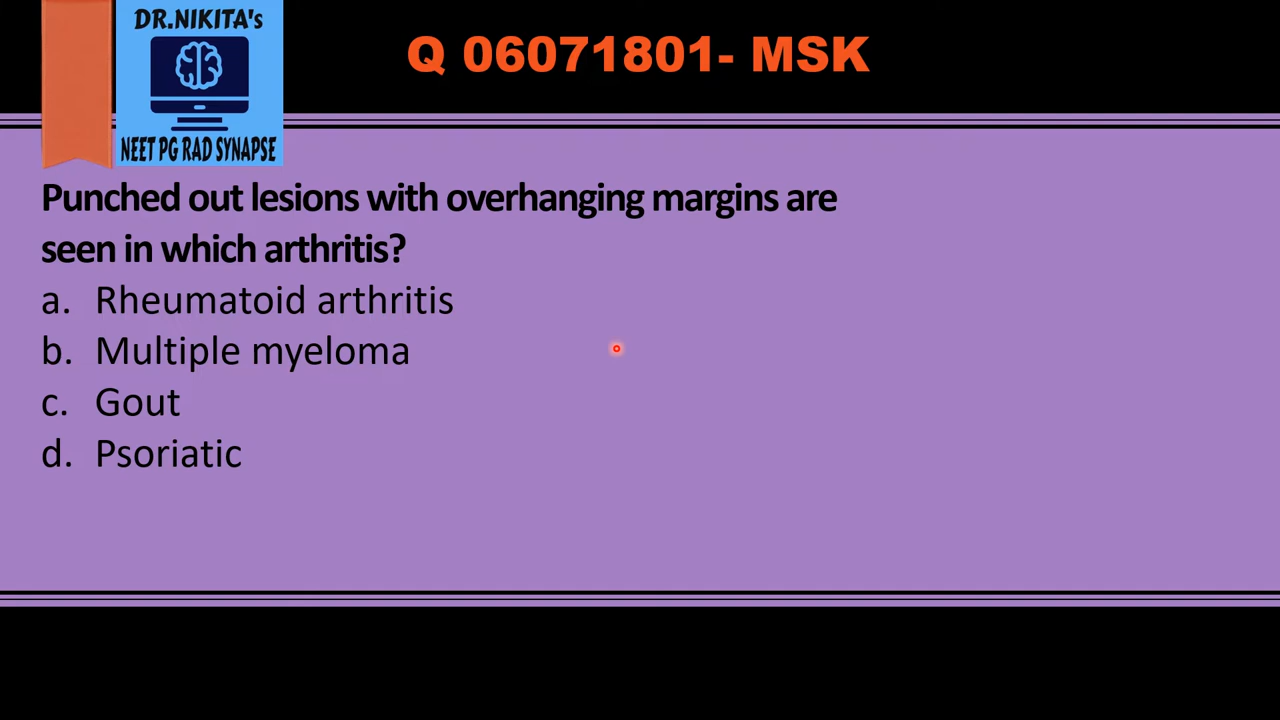 DR.NIKITA's
NEET PG RAD SYNAPSE
Q 06071801- MSK
Punched out lesions with overhanging margins are
seen in which arthritis?
a. Rheumatoid arthritis
b. Multiple myeloma
c. Gout
d. Psoriatic